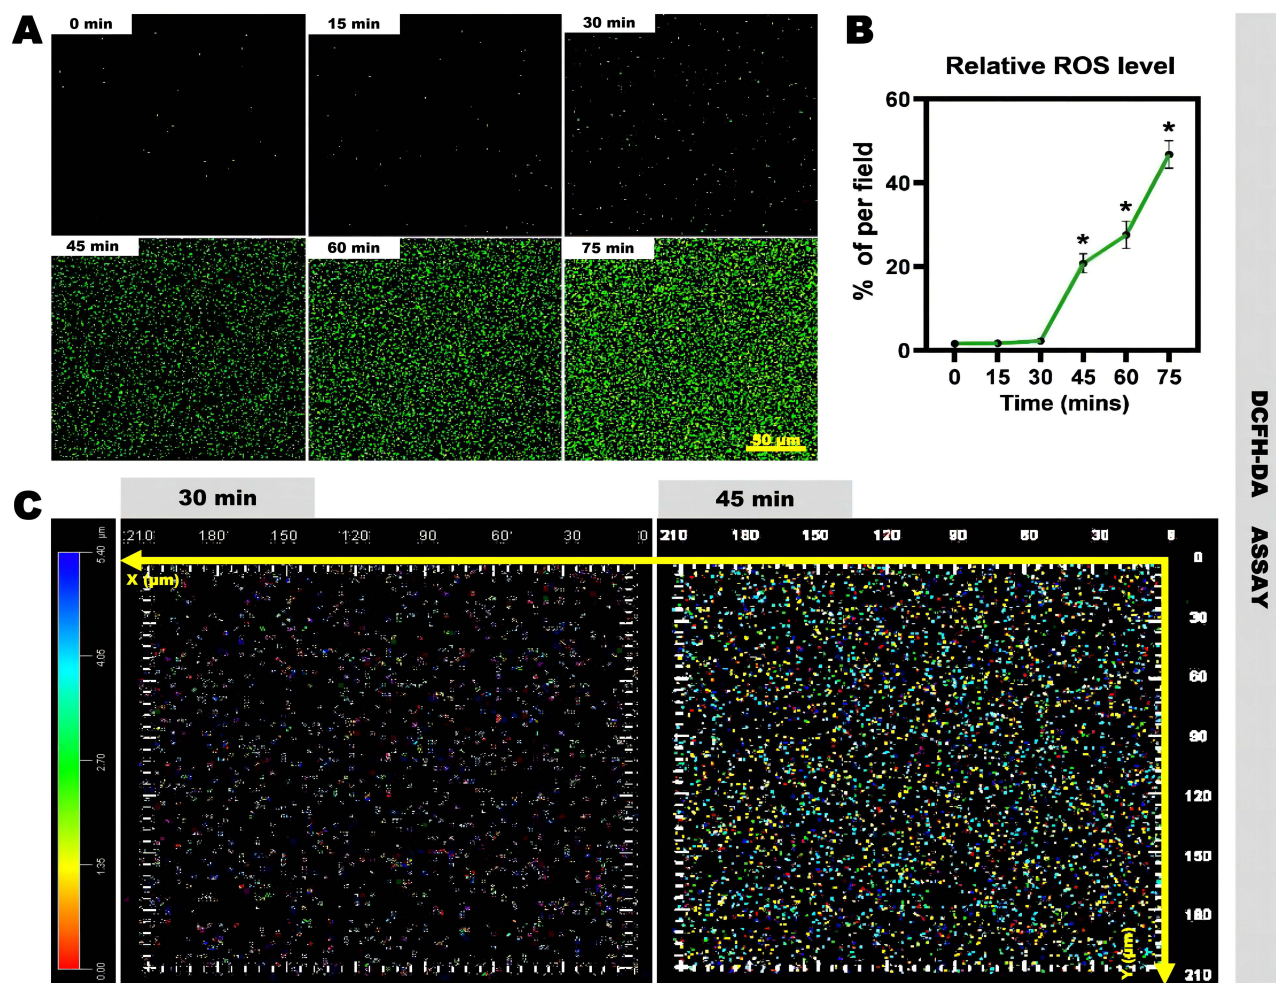 A
0 min
15 min
30 min
45 min
60 min
75 min
50 µm
B
Relative ROS level
% of per field
60
40
20
0
*
*
*
0 15 30 45 60 75
Time (mins)
DCFH-DA ASSAY
C
30 min
45 min
5.40 µm
4.05
2.70
1.35
0.00
210 180 150 120 90 60 30 0
X (µm)
210 180 150 120 90 60 30 0
0
30
60
90
120
150
180
210
Y (µm)